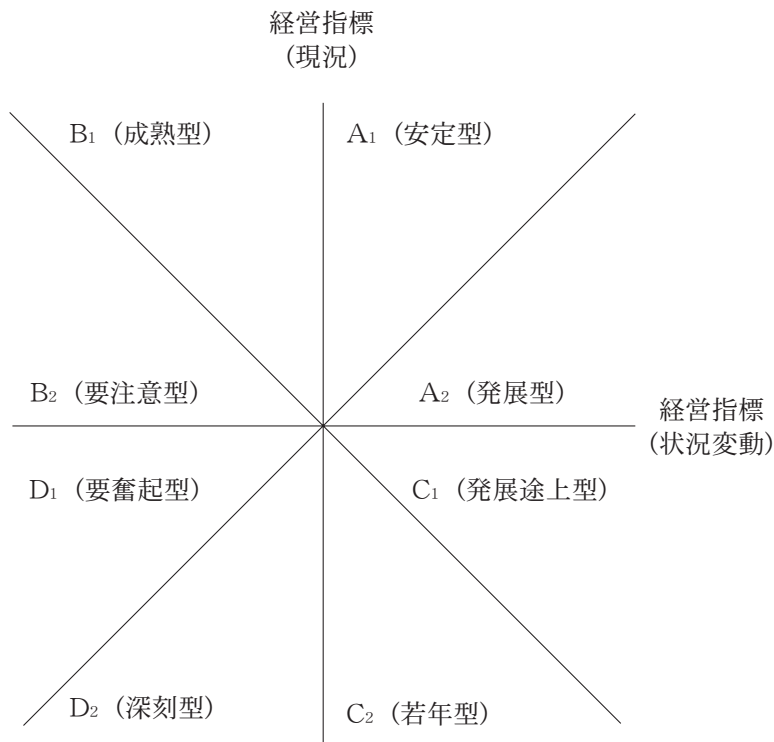 経営指標
(現況)
B₁ (成熟型)
A₁ (安定型)
B₂ (要注意型)
A₂ (発展型)
経営指標
(状況変動)
D₁ (要奮起型)
C₁ (発展途上型)
D₂ (深刻型)
C₂ (若年型)